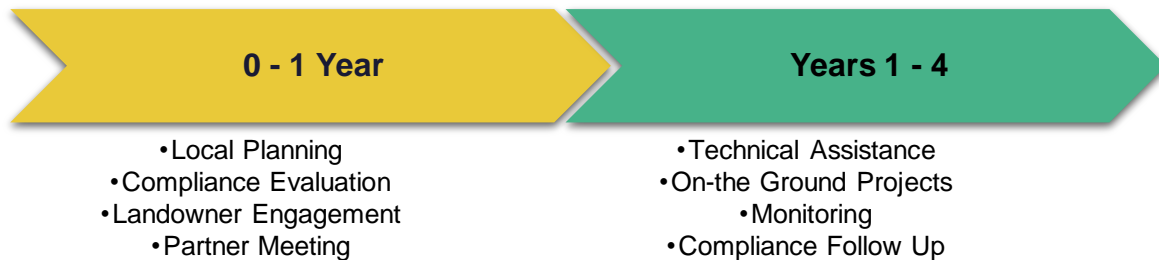 0 - 1 Year
•Local Planning
•Compliance Evaluation
•Landowner Engagement
•Partner Meeting
Years 1 - 4
•Technical Assistance
•On-the Ground Projects
•Monitoring
•Compliance Follow Up